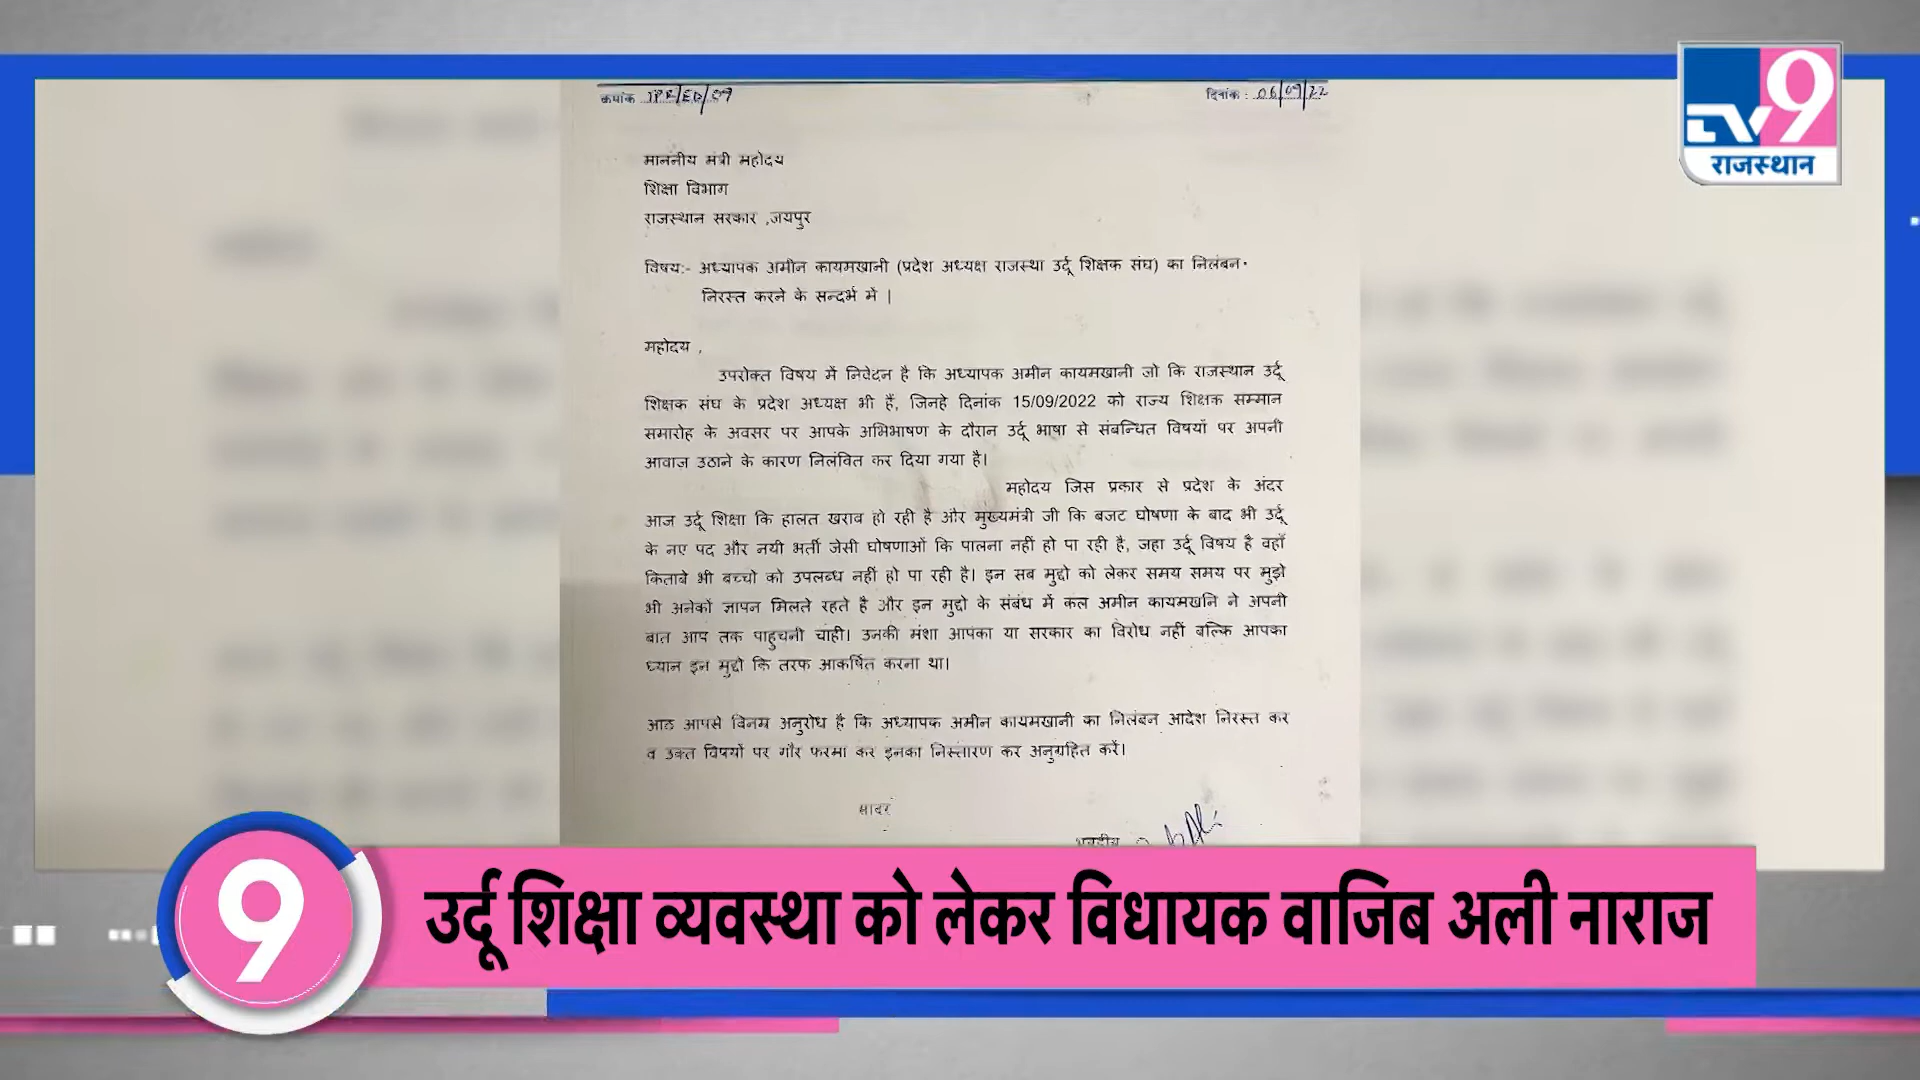 क्रमांक JPR/ED/09 दिनांक : 06/09/22
TV9
राजस्थान
माननीय मंत्री महोदय
शिक्षा विभाग
राजस्थान सरकार ,जयपुर
विषय:- अध्यापक अमीन कायमखानी (प्रदेश अध्यक्ष राजस्था उर्दू शिक्षक संघ) का निलंबन
निरस्त करने के सन्दर्भ में |
महोदय ,
उपरोक्त विषय में निवेदन है कि अध्यापक अमीन कायमखानी जो कि राजस्थान उर्दू
शिक्षक संघ के प्रदेश अध्यक्ष भी हैं, जिनहे दिनांक 15/09/2022 को राज्य शिक्षक सम्मान
समारोह के अवसर पर आपके अभिभाषण के दौरान उर्दू भाषा से संबन्धित विषयों पर अपनी
आवाज उठाने के कारण निलंवित कर दिया गया है।
महोदय जिस प्रकार से प्रदेश के अंदर
आज उर्दू शिक्षा कि हालत खराब हो रही है और मुख्यमंत्री जी कि बजट घोषणा के बाद भी उर्दू
के नए पद और नयी भर्ती जेसी घोषणाओं कि पालना नहीं हो पा रही है, जहा उर्दू विषय है वहाँ
किताबे भी बच्चो को उपलब्ध नहीं हो पा रही है। इन सब मुद्दो को लेकर समय समय पर मुझे
भी अनेकों ज्ञापन मिलते रहते है और इन मुद्दो के संबंध में कल अमीन कायमखनि ने अपनी
बात आप तक पाहुचनी चाही। उनकी मंशा आपका या सरकार का विरोध नहीं बल्कि आपका
ध्यान इन मुद्दो कि तरफ आकर्षित करना था।
आठ आपसे विनम्र अनुरोध है कि अध्यापक अमीन कायमखानी का निलंबन आदेश निरस्त कर
व उक्त विषयों पर गौर फरमा कर इनका निस्तारण कर अनुग्रहित करें।
सादर
भवदीय
9 उर्दू शिक्षा व्यवस्था को लेकर विधायक वाजिब अली नाराज